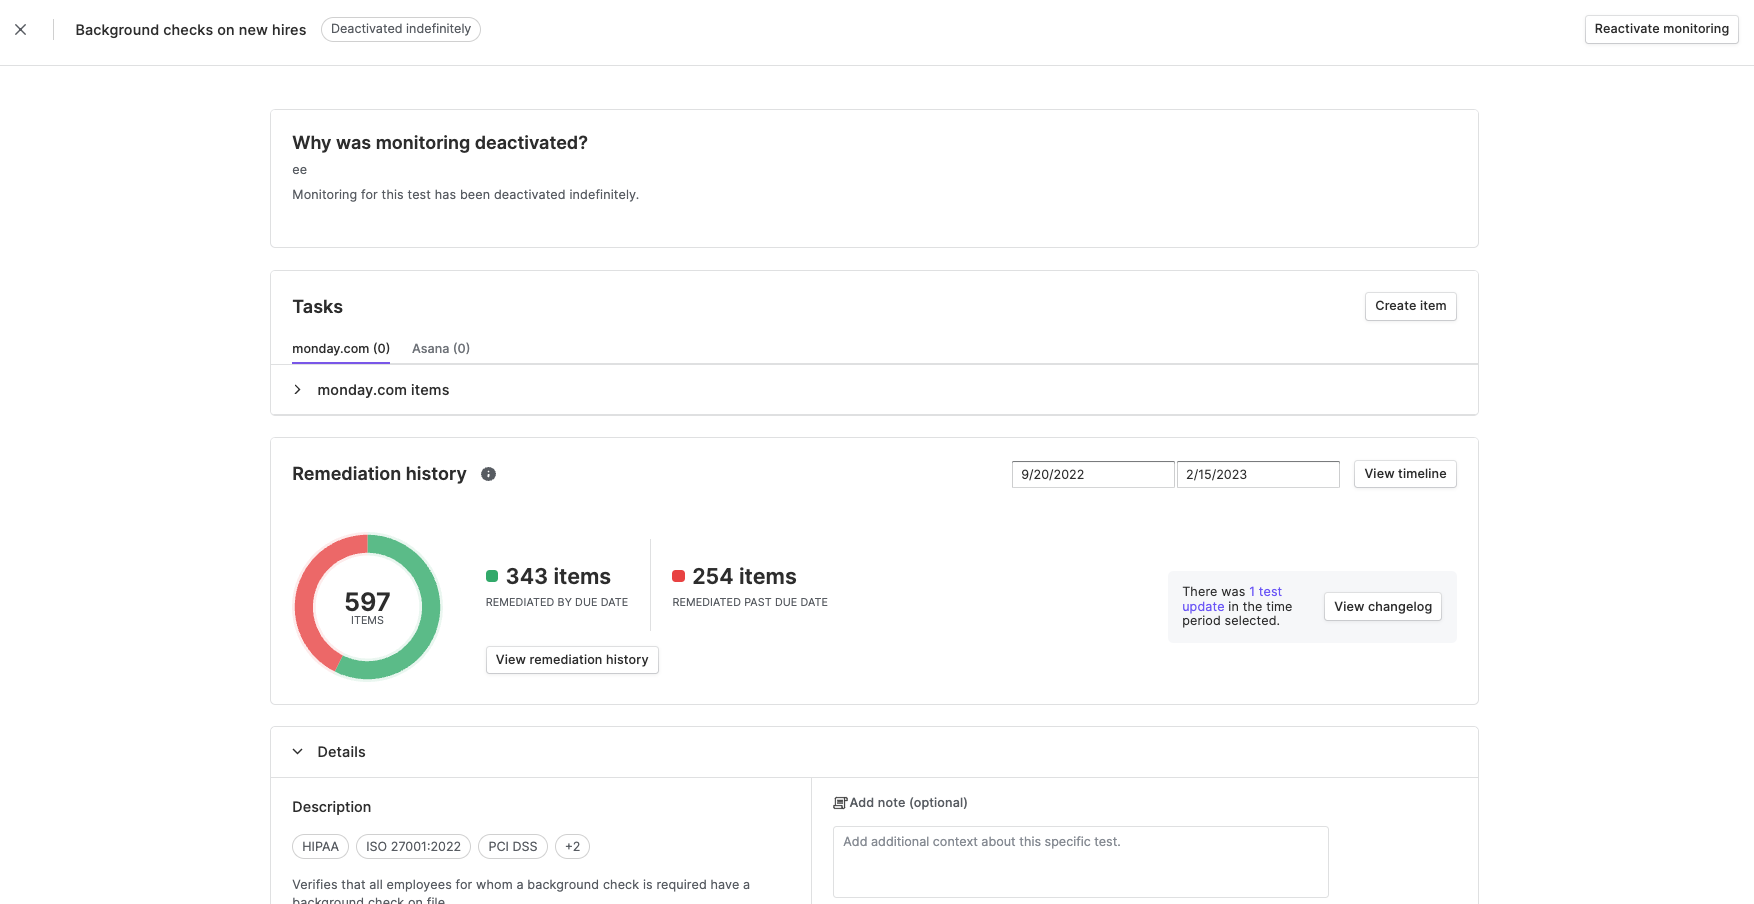 Background checks on new hires
Deactivated indefinitely
Reactivate monitoring
Why was monitoring deactivated?
ee
Monitoring for this test has been deactivated indefinitely.
Tasks
Create item
monday.com (0)
Asana (0)
monday.com items
Remediation history
9/20/2022
2/15/2023
View timeline
597
ITEMS
343 items
REMEDIATED BY DUE DATE
254 items
REMEDIATED PAST DUE DATE
View remediation history
There was 1 test
update in the time
period selected.
View changelog
Details
Description
HIPAA
ISO 27001:2022
PCI DSS
+2
Verifies that all employees for whom a background check is required have a
background check on file
Add note (optional)
Add additional context about this specific test.